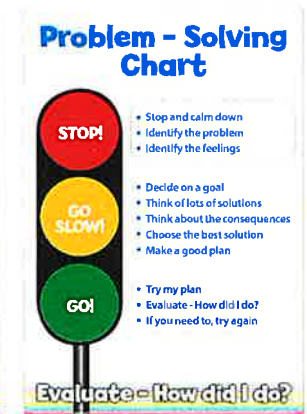 Problem - Solving
Chart
STOP!
• Stop and calm down
• Identify the problem
• Identify the feelings
GO
SLOW!
• Decide on a goal
• Think of lots of solutions
• Think about the consequences
• Choose the best solution
• Make a good plan
GO!
• Try my plan
• Evaluate - How did I do?
• If you need to, try again
Evaluate - How did I do?